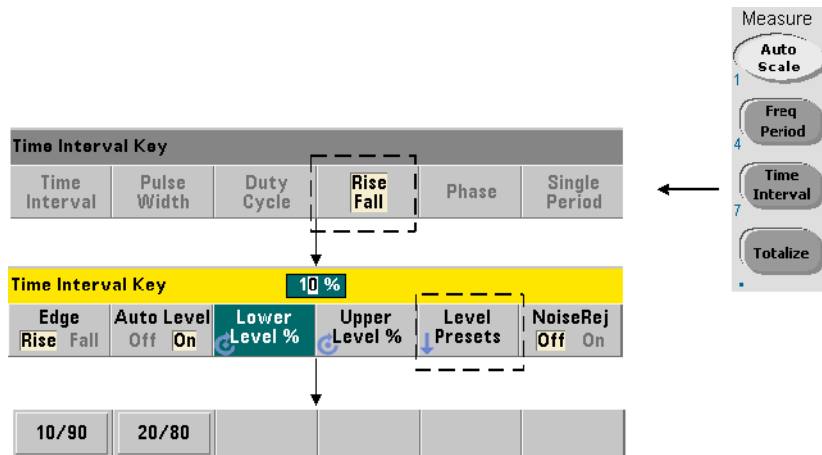 Measure
Auto
Scale
1
Freq
Period
4
Time
Interval
7
Totalize
.
Time Interval Key
Time
Interval
Pulse
Width
Duty
Cycle
Rise
Fall
Phase
Single
Period
Time Interval Key
10 %
Edge
Rise Fall
Auto Level
Off On
Lower
Level %
Upper
Level %
Level
Presets
NoiseRej
Off On
10/90
20/80